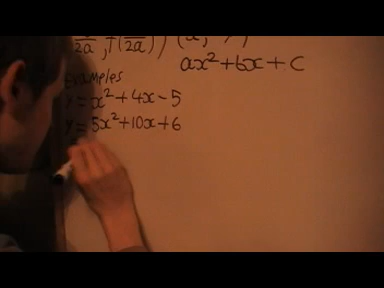 2a , f( 2a ) ) (
ax² + bx + C
Examples
y = x² + 4x - 5
y = 5x² + 10x + 6